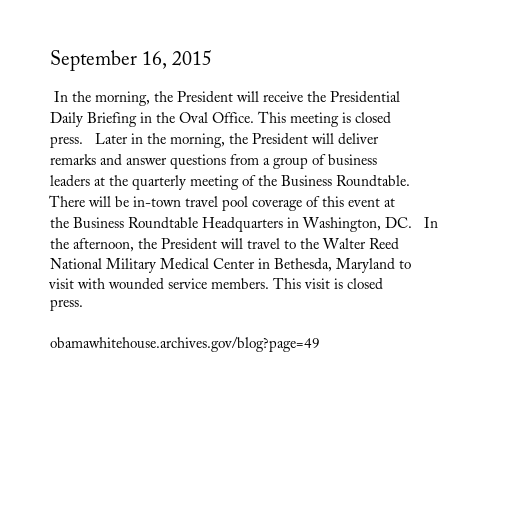 September 16, 2015
In the morning, the President will receive the Presidential
Daily Briefing in the Oval Office. This meeting is closed
press.   Later in the morning, the President will deliver
remarks and answer questions from a group of business
leaders at the quarterly meeting of the Business Roundtable.
There will be in-town travel pool coverage of this event at
the Business Roundtable Headquarters in Washington, DC.   In
the afternoon, the President will travel to the Walter Reed
National Military Medical Center in Bethesda, Maryland to
visit with wounded service members. This visit is closed
press.
obamawhitehouse.archives.gov/blog?page=49